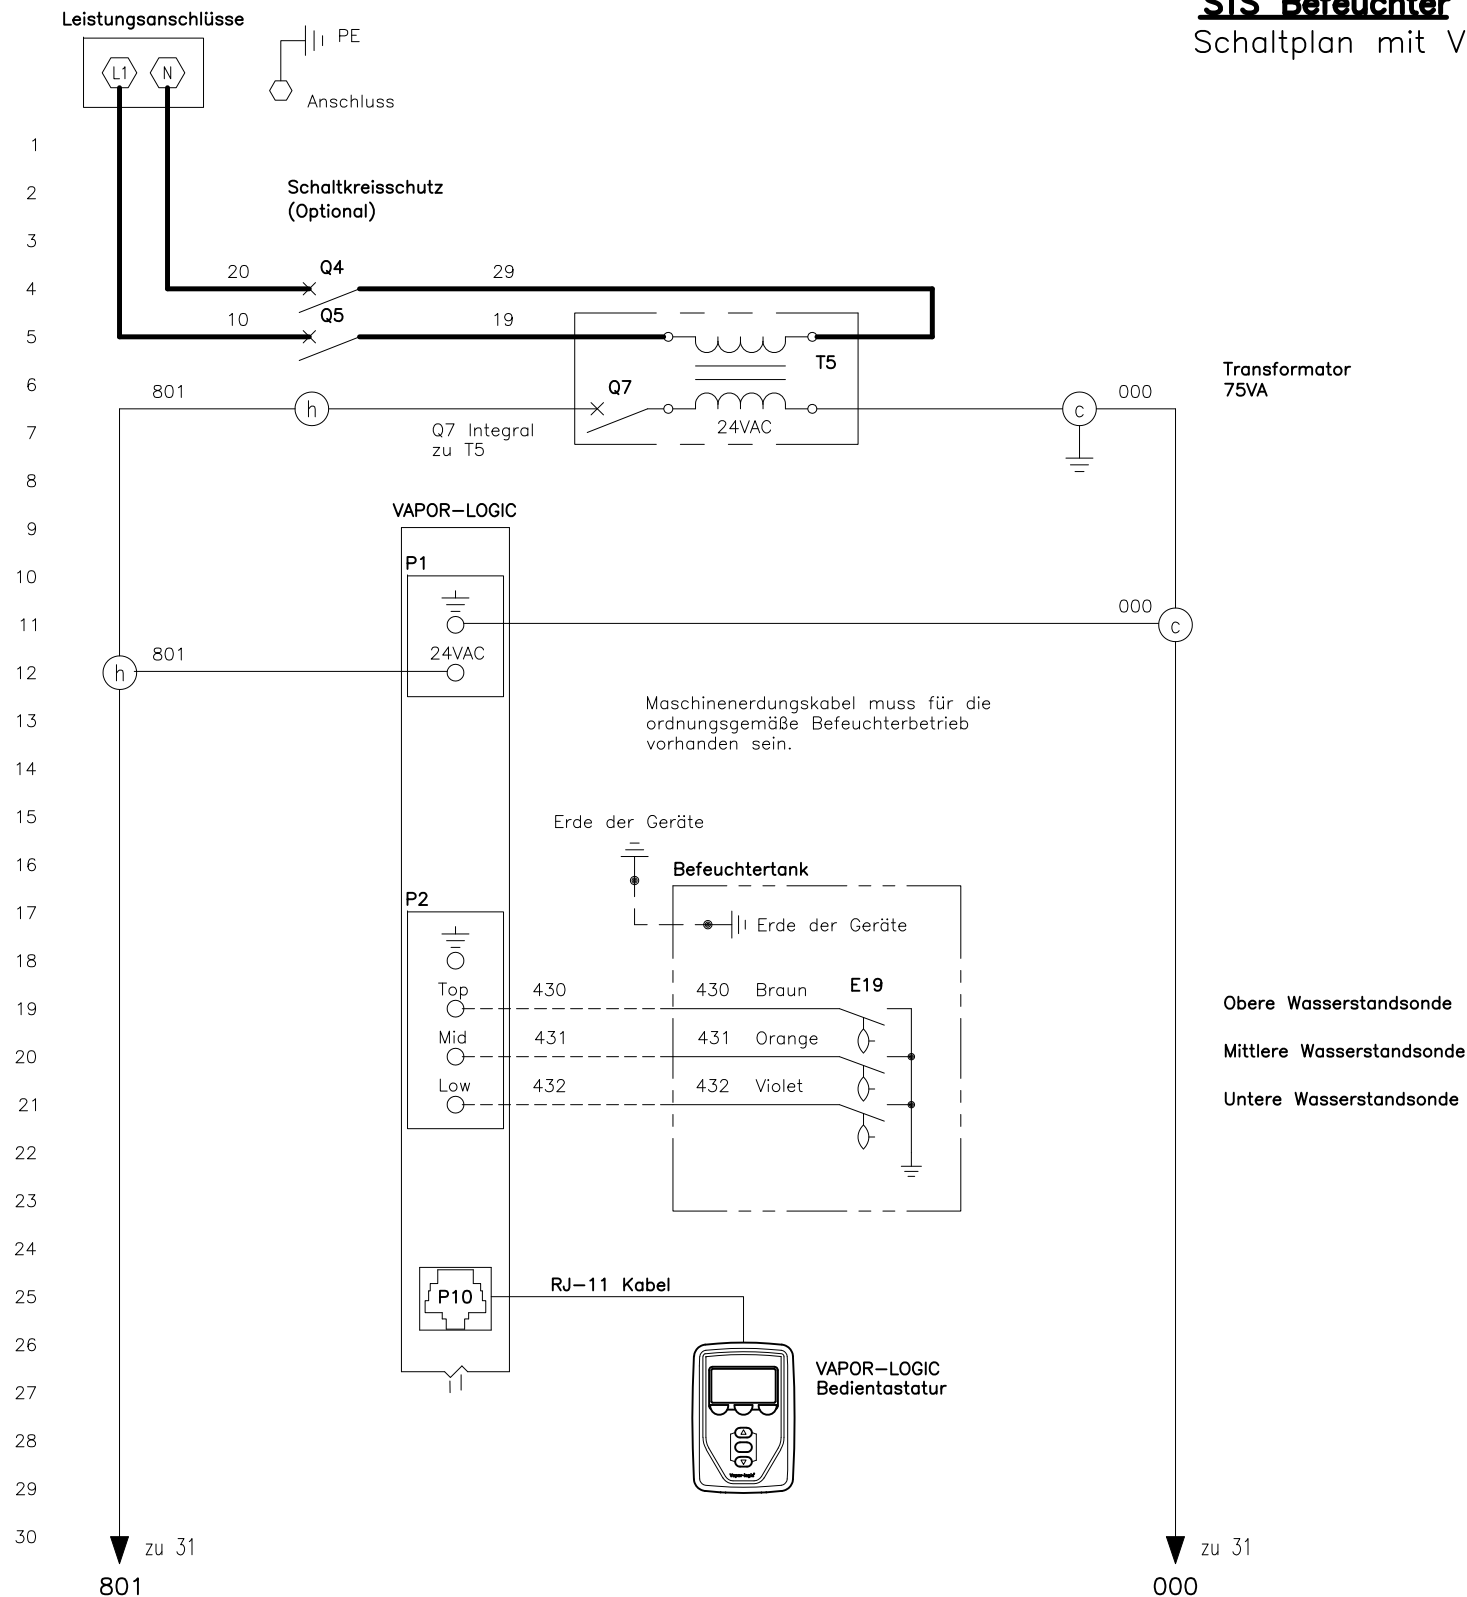 STS Befeuchter
Schaltplan mit V
Leistungsanschlüsse
L1 N
PE
Anschluss
1
2
Schaltkreisschutz
(Optional)
3
20 Q4 29
4
10 Q5 19
5
T5
Transformator
75VA
6
801 h Q7 c 000
Q7 Integral
zu T5
24VAC
7
8
VAPOR-LOGIC
9
P1
10
000
11
c
801 24VAC
12
h
Maschinenerdungskabel muss für die
ordnungsgemäße Befeuchterbetrieb
vorhanden sein.
13
14
15
Erde der Geräte
16
Befeuchtertank
P2
17
Erde der Geräte
18
Top 430 430 Braun E19
19
Obere Wasserstandsonde
Mid 431 431 Orange
20
Mittlere Wasserstandsonde
Low 432 432 Violet
21
Untere Wasserstandsonde
22
23
24
RJ-11 Kabel
25
P10
26
VAPOR-LOGIC
Bedientastatur
27
28
Vapor-logic
29
30
zu 31
zu 31
801
000